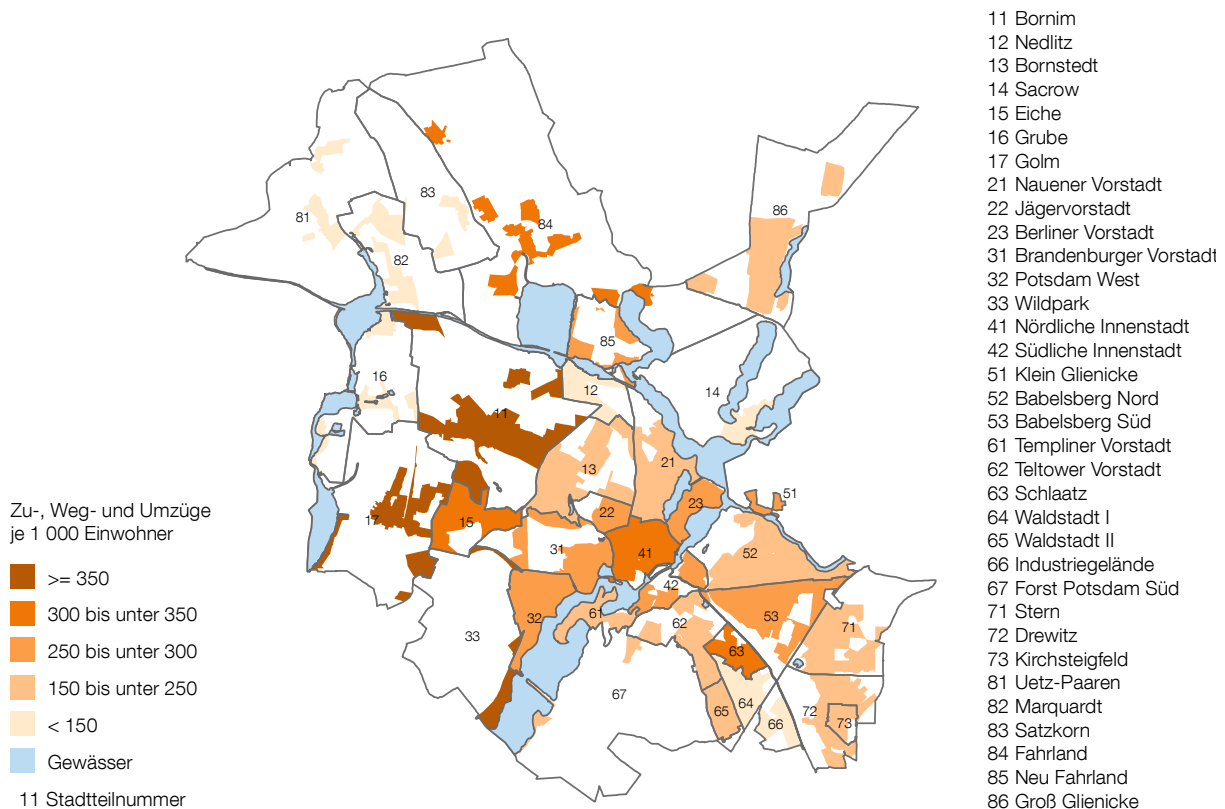 11 Bornim
12 Nedlitz
13 Bornstedt
14 Sacrow
15 Eiche
16 Grube
17 Golm
21 Nauener Vorstadt
22 Jägervorstadt
23 Berliner Vorstadt
31 Brandenburger Vorstadt
32 Potsdam West
33 Wildpark
41 Nördliche Innenstadt
42 Südliche Innenstadt
51 Klein Glienicke
52 Babelsberg Nord
53 Babelsberg Süd
61 Templiner Vorstadt
62 Teltower Vorstadt
63 Schlaatz
64 Waldstadt I
65 Waldstadt II
66 Industriegelände
67 Forst Potsdam Süd
71 Stern
72 Drewitz
73 Kirchsteigfeld
81 Uetz-Paaren
82 Marquardt
83 Satzkorn
84 Fahrland
85 Neu Fahrland
86 Groß Glienicke
Zu-, Weg- und Umzüge
je 1 000 Einwohner
>= 350
300 bis unter 350
250 bis unter 300
150 bis unter 250
< 150
Gewässer
11 Stadtteilnummer
83
81
86
84
82
85
16
12
14
11
21
13
51
23
22
17
15
31
41
52
42
61
32
53
62
71
33
63
67
64
65
72
73
66